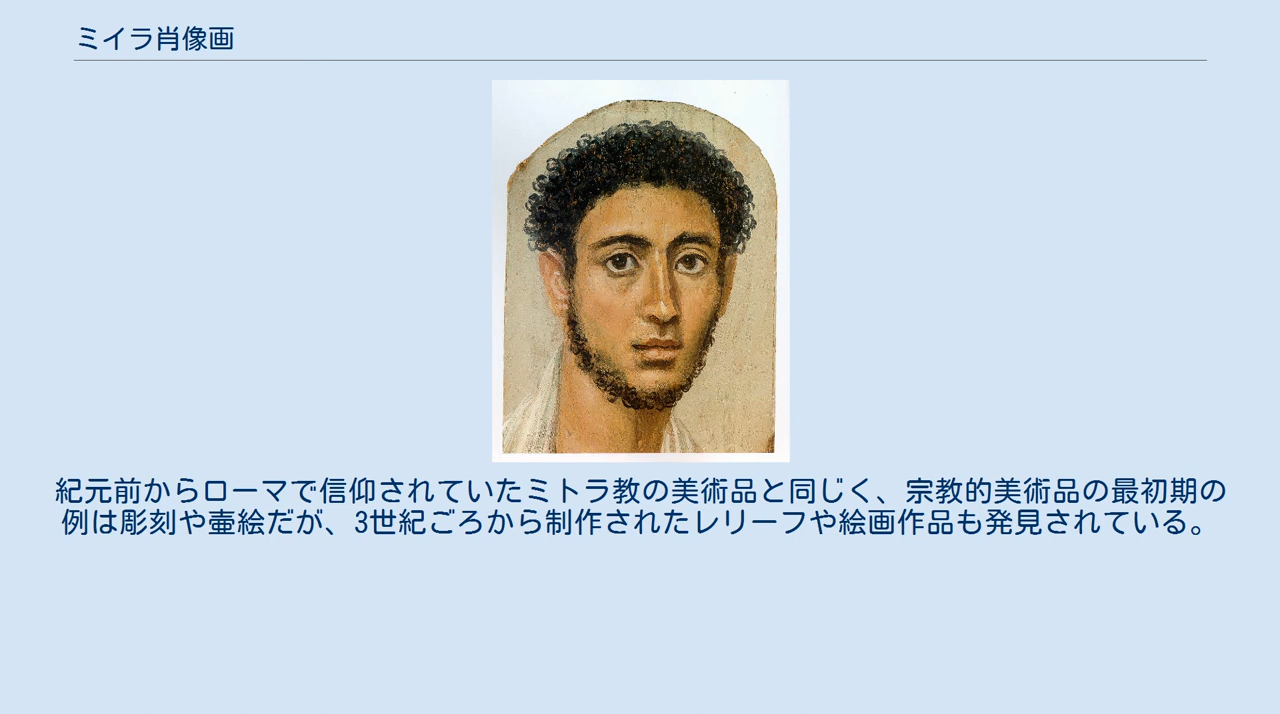 ミイラ肖像画
紀元前からローマで信仰されていたミトラ教の美術品と同じく、宗教的美術品の最初期の
例は彫刻や壷絵だが、3世紀ごろから制作されたレリーフや絵画作品も発見されている。